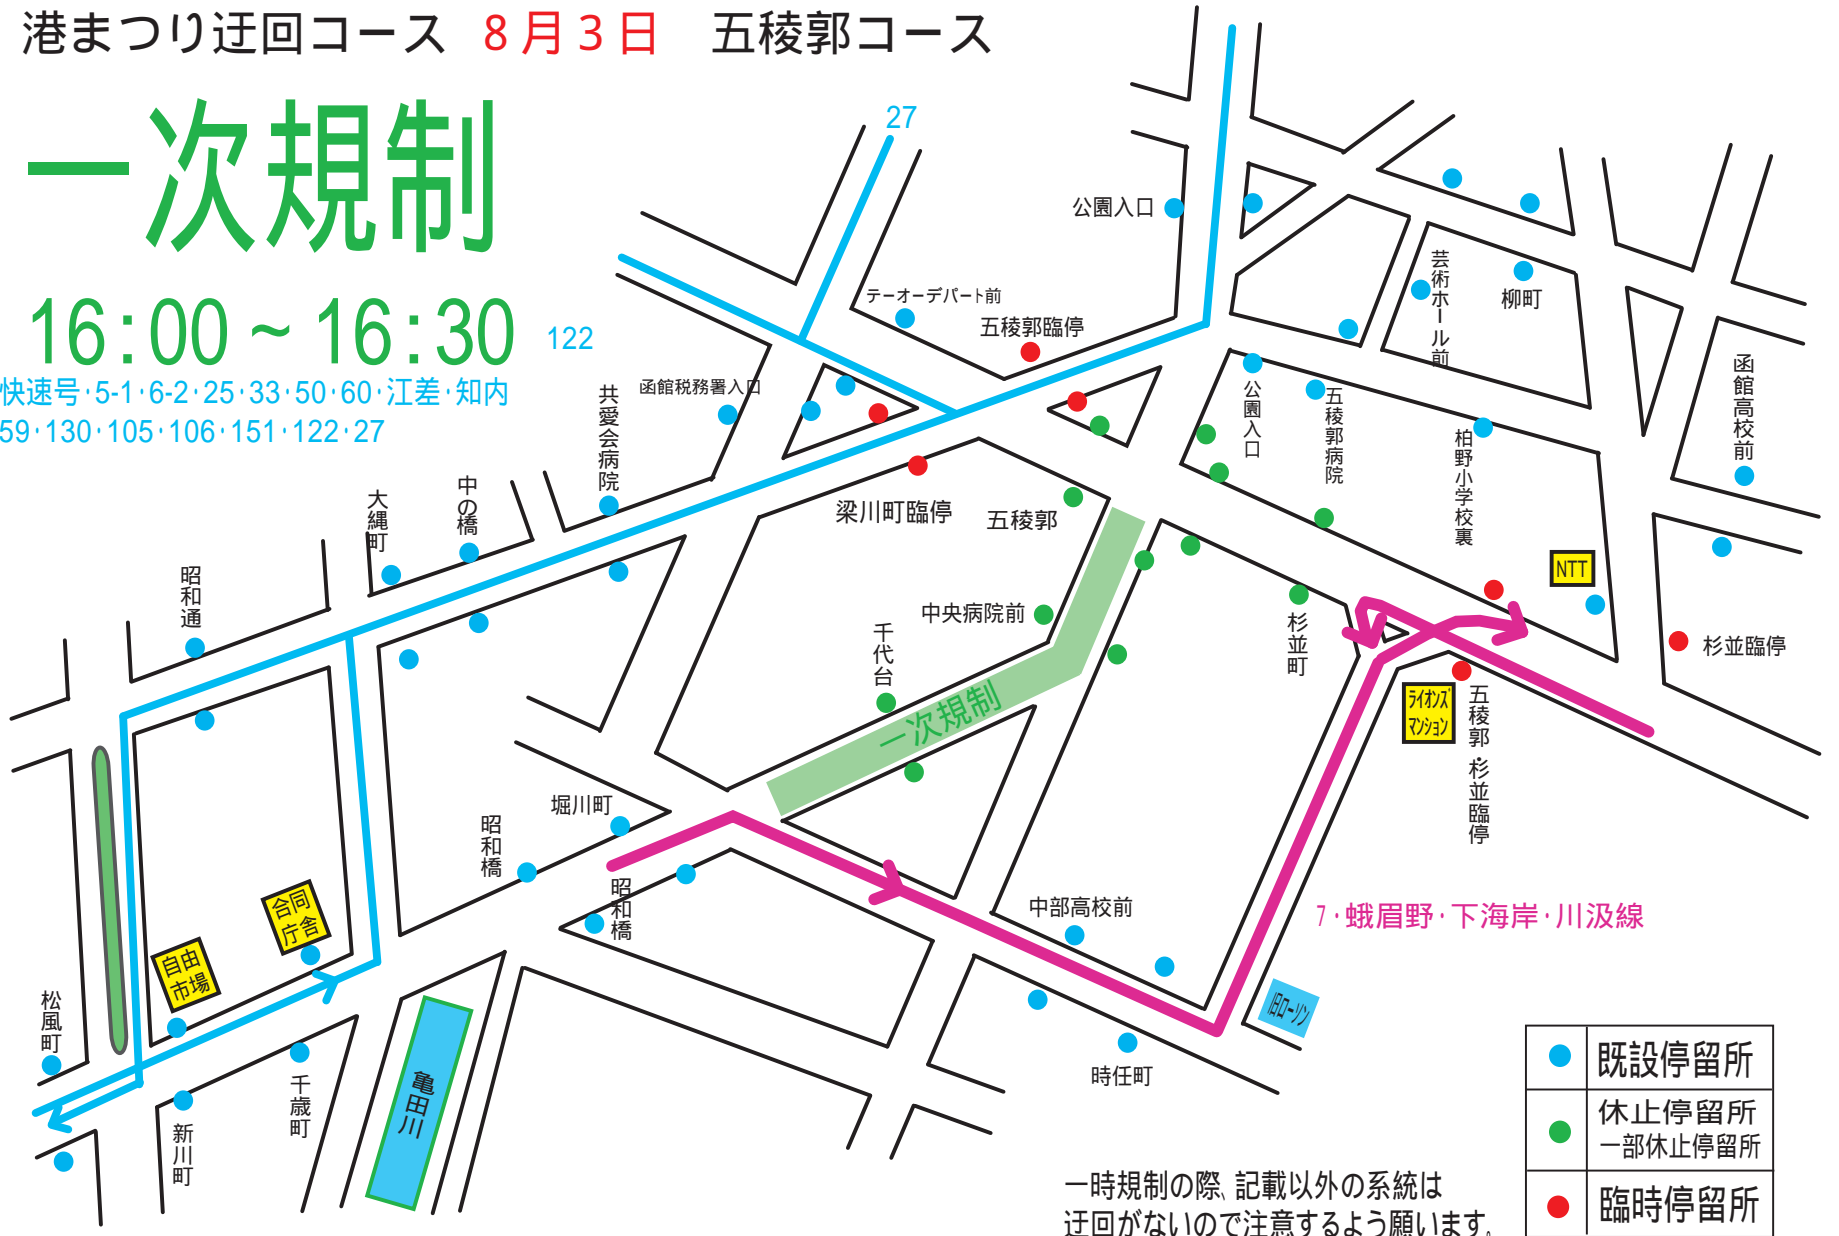 港まつり迂回コース 8月3日 五稜郭コース
一次規制
16:00~16:30
122
快速号･5-1･6-2･25･33･50･60･江差･知内
59･130･105･106･151･122･27
27
公園入口
テーオーデパート前
五稜郭臨停
芸術ホール前
柳町
函館税務署入口
共愛会病院
公園入口
五稜郭病院
柏野小学校裏
函館高校前
大縄町
中の橋
梁川町臨停
五稜郭
NTT
昭和通
中央病院前
千代台
杉並町
杉並臨停
一次規制
ライオンズ
マンション
五稜郭・杉並臨停
堀川町
昭和橋
昭和橋
中部高校前
7･蛾眉野･下海岸･川汲線
合同
庁舎
自由
市場
松風町
旧ローソン
千歳町
亀田川
新川町
時任町
既設停留所
休止停留所
一部休止停留所
臨時停留所
一時規制の際、記載以外の系統は
迂回がないので注意するよう願います。